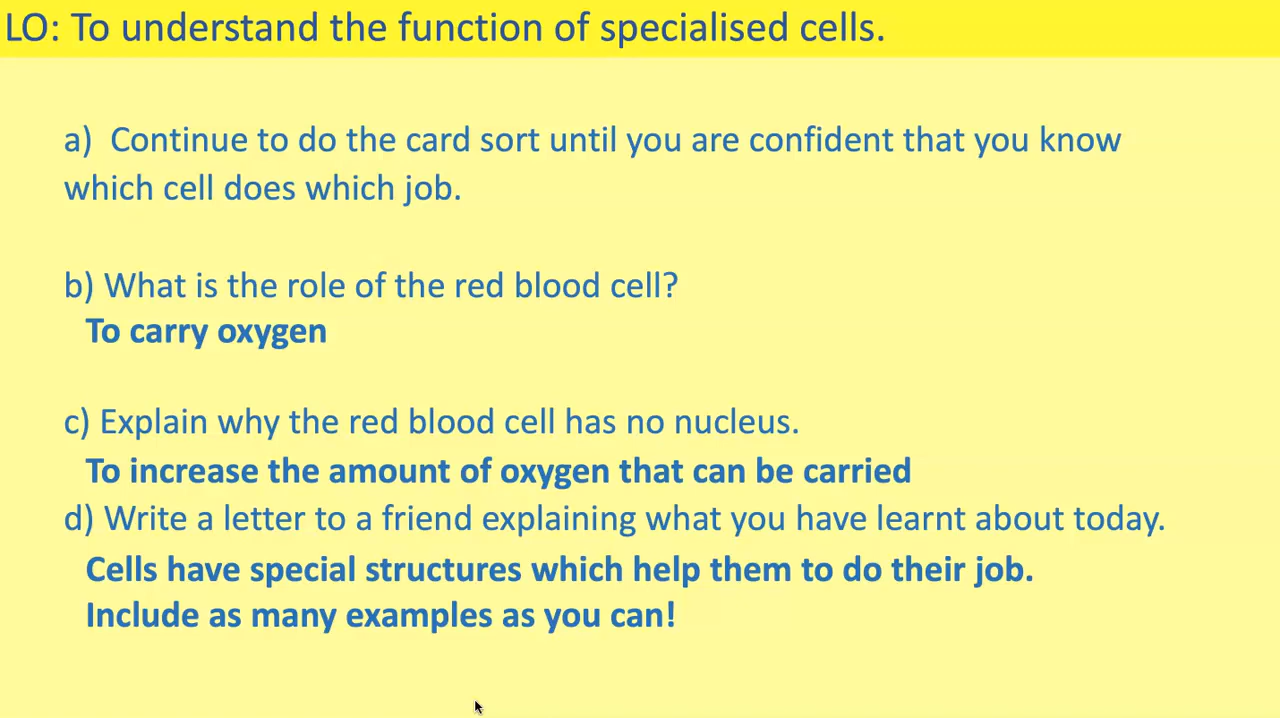 LO: To understand the function of specialised cells.
a) Continue to do the card sort until you are confident that you know
which cell does which job.
b) What is the role of the red blood cell?
To carry oxygen
c) Explain why the red blood cell has no nucleus.
To increase the amount of oxygen that can be carried
d) Write a letter to a friend explaining what you have learnt about today.
Cells have special structures which help them to do their job.
Include as many examples as you can!